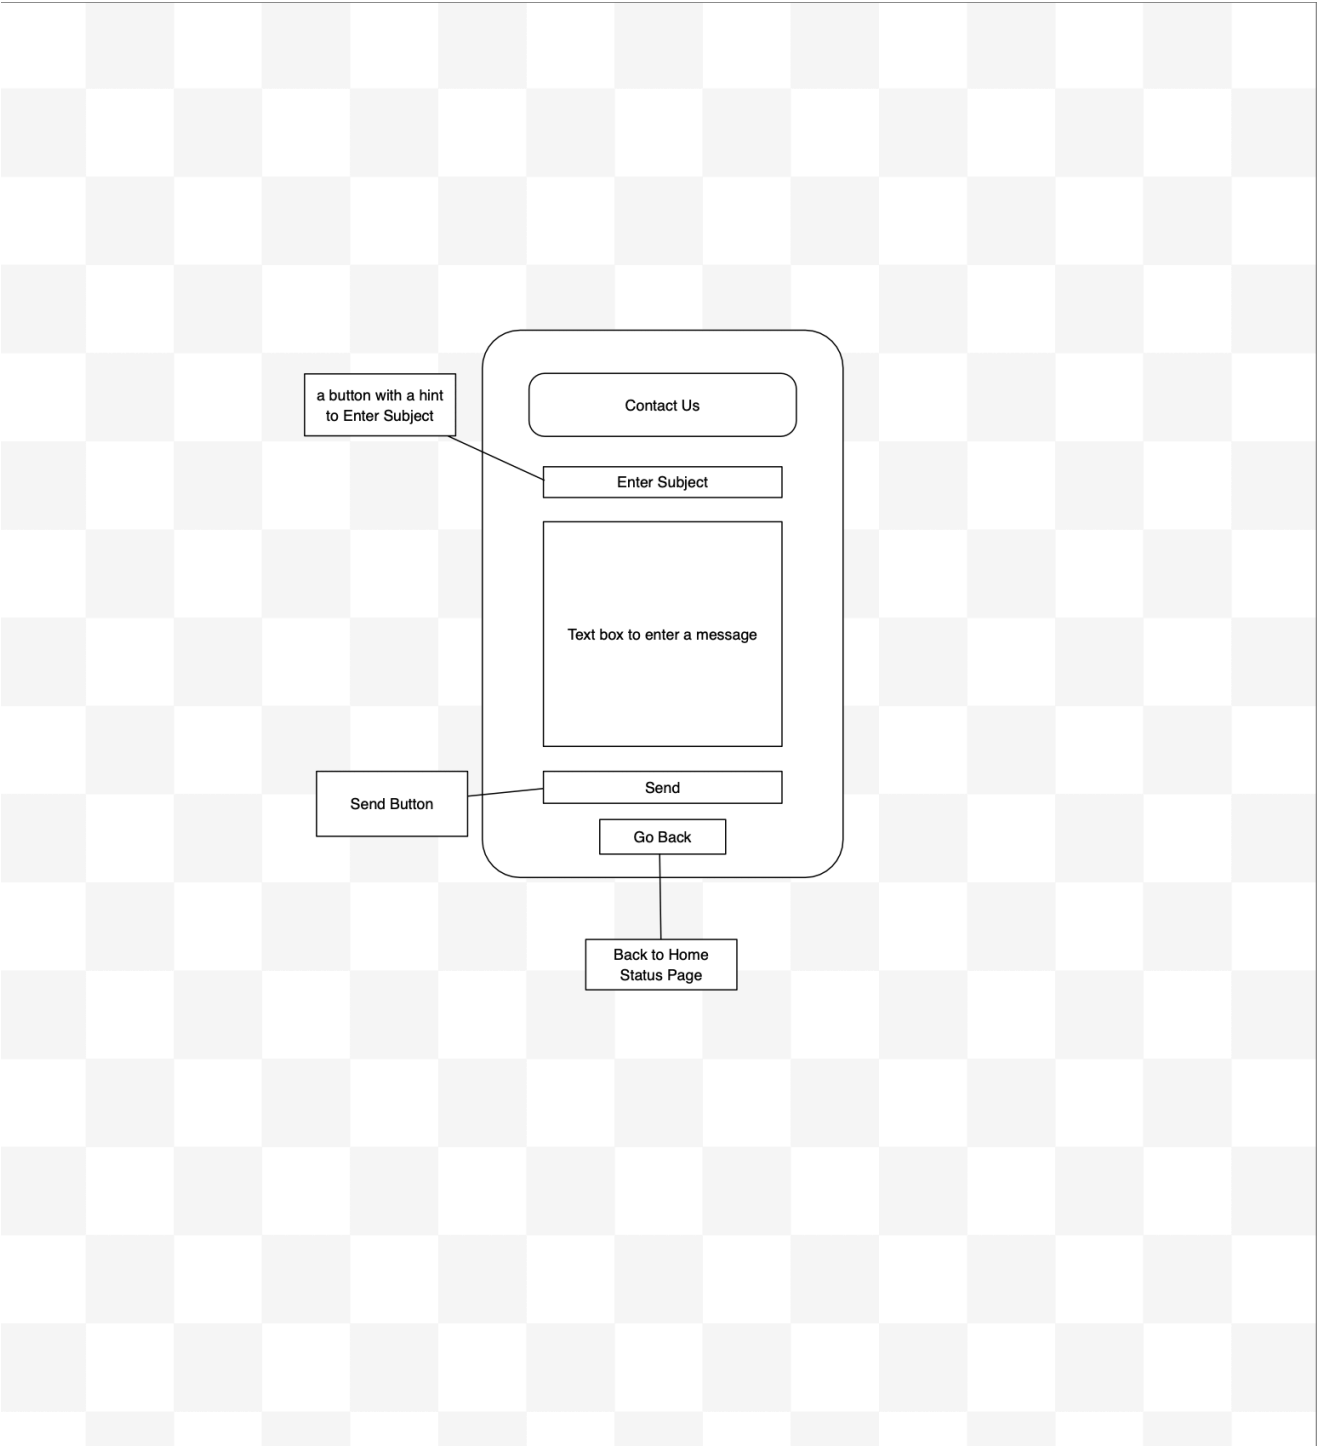 a button with a hint
to Enter Subject
Contact Us
Enter Subject
Text box to enter a message
Send Button
Send
Go Back
Back to Home
Status Page